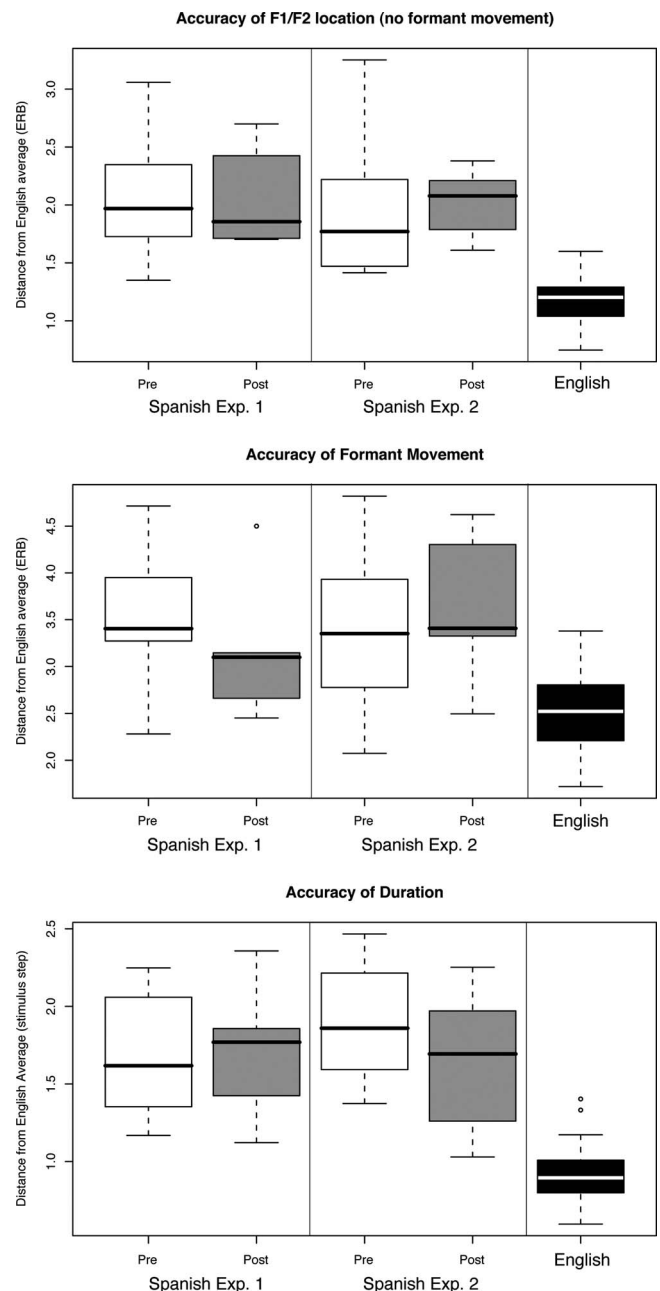 Accuracy of F1/F2 location (no formant movement)
Distance from English average (ERB)
3.0
2.5
2.0
1.5
1.0
Pre
Post
Pre
Post
English
Spanish Exp. 1
Spanish Exp. 2
Accuracy of Formant Movement
Distance from English average (ERB)
4.5
4.0
3.5
3.0
2.5
2.0
Pre
Post
Pre
Post
English
Spanish Exp. 1
Spanish Exp. 2
Accuracy of Duration
Distance from English Average (stimulus step)
2.5
2.0
1.5
1.0
Pre
Post
Pre
Post
English
Spanish Exp. 1
Spanish Exp. 2